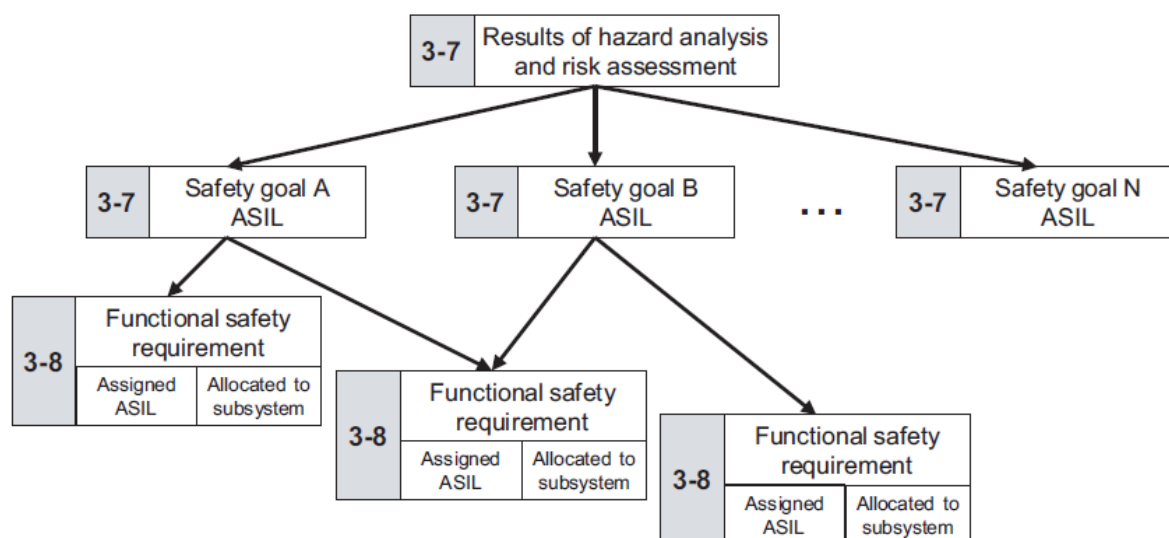 3-7
Results of hazard analysis
and risk assessment
3-7
Safety goal A
ASIL
3-7
Safety goal B
ASIL
...
3-7
Safety goal N
ASIL
3-8
Functional safety
requirement
Assigned
ASIL
Allocated to
subsystem
3-8
Functional safety
requirement
Assigned
ASIL
Allocated to
subsystem
3-8
Functional safety
requirement
Assigned
ASIL
Allocated to
subsystem